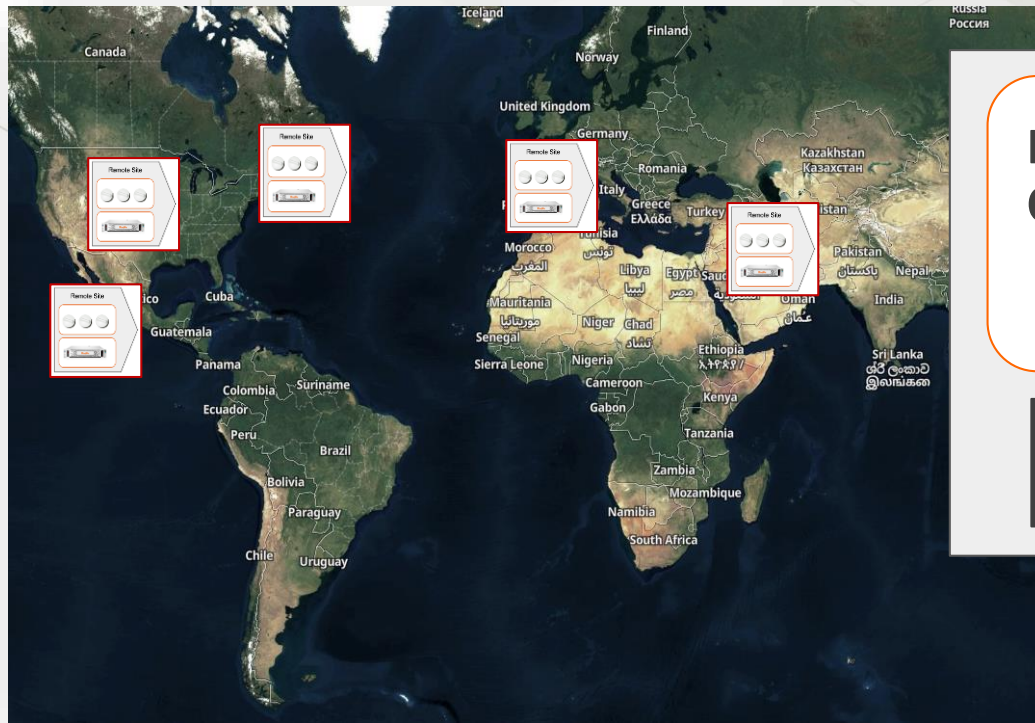 Iceland
Russia
Россия
Finland
Canada
Norway
United Kingdom
Germany
Remote Site
Remote Site
Remote Site
Kazakhstan
Казахстан
Romania
Italy
Greece
Ελλάδα
Turkey
Remote Site
Tunisia
تونس
Morocco
المغرب
Libya
ليبيا
Egypt
مصر
Pakistan
پاکستان
Nepal
India
Remote Site
Cuba
Guatemala
Mauritania
موريتانيا
Niger
Chad
تشاد
Oman
عمان
Senegal
Sierra Leone
Nigeria
Ethiopia
Panama
Colombia
Suriname
Ecuador
Cameroon
Gabon
Kenya
Sri Lanka
ශ්‍රී ලංකාව
இலங்கை
Peru
Brazil
Tanzania
Bolivia
Zambia
Mozambique
Paraguay
Namibia
Chile
Uruguay
South Africa